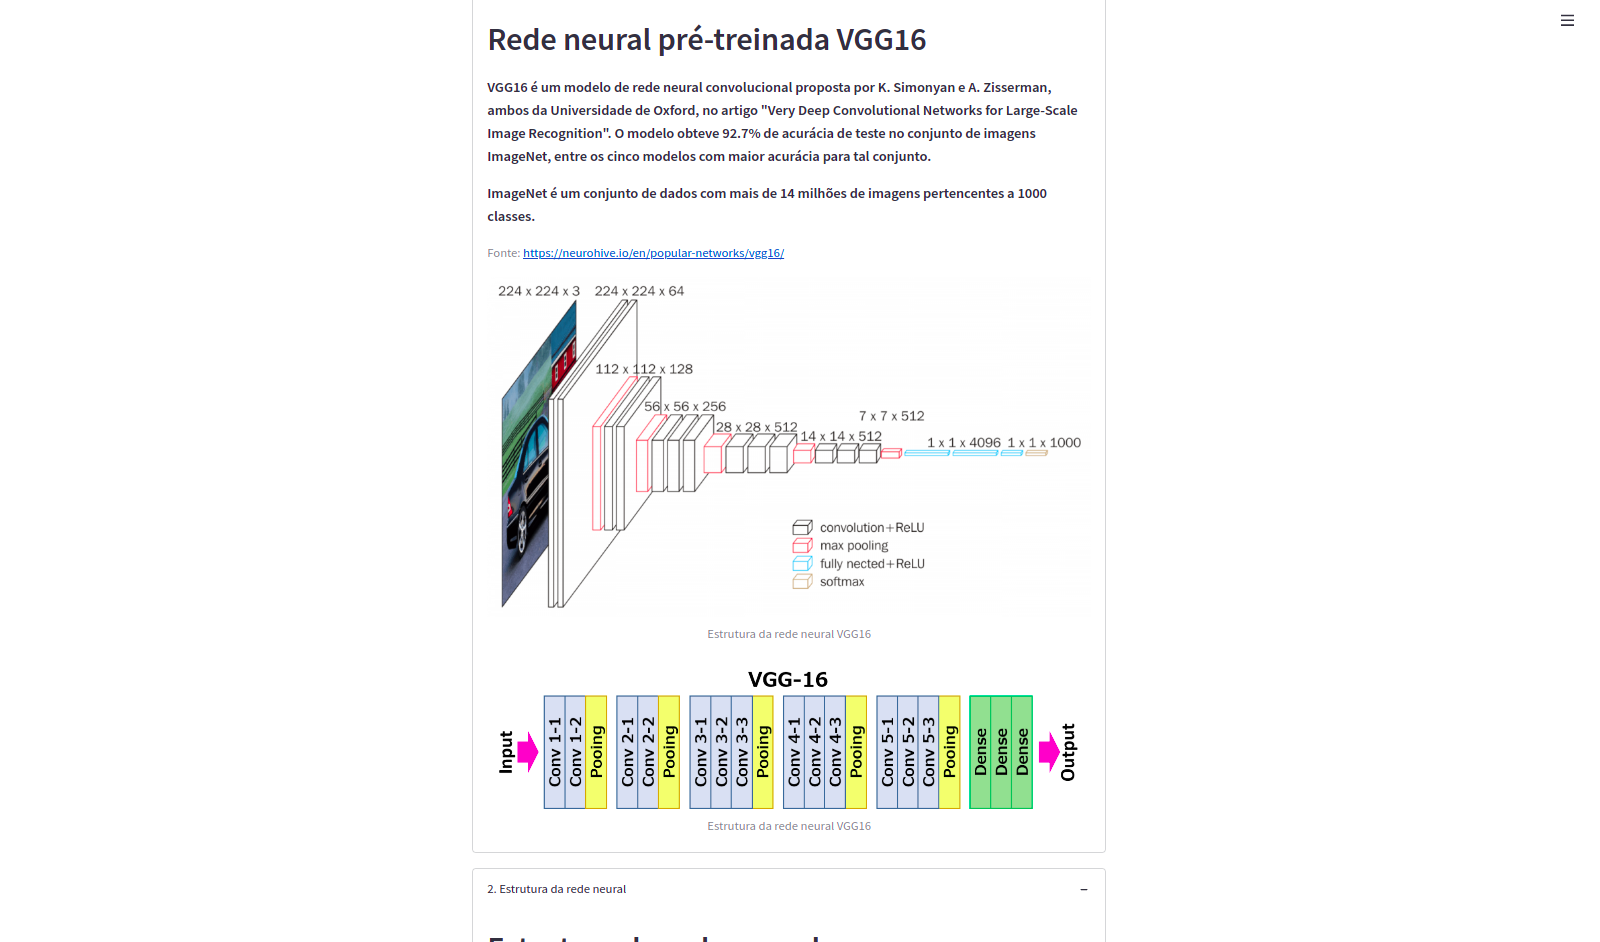 Rede neural pré-treinada VGG16
VGG16 é um modelo de rede neural convolucional proposta por K. Simonyan e A. Zisserman,
ambos da Universidade de Oxford, no artigo "Very Deep Convolutional Networks for Large-Scale
Image Recognition". O modelo obteve 92.7% de acurácia de teste no conjunto de imagens
ImageNet, entre os cinco modelos com maior acurácia para tal conjunto.
ImageNet é um conjunto de dados com mais de 14 milhões de imagens pertencentes a 1000
classes.
Fonte: https://neurohive.io/en/popular-networks/vgg16/
224 x 224 x 3 224 x 224 x 64
112 x 112 x 128
56 x 56 x 256
28 x 28 x 512
14 x 14 x 512
7 x 7 x 512
1 x 1 x 4096 1 x 1 x 1000
convolution+ReLU
max pooling
fully nected+ReLU
softmax
Estrutura da rede neural VGG16
VGG-16
Input
Conv 1-1
Conv 1-2
Pooing
Conv 2-1
Conv 2-2
Pooing
Conv 3-1
Conv 3-2
Conv 3-3
Pooing
Conv 4-1
Conv 4-2
Conv 4-3
Pooing
Conv 5-1
Conv 5-2
Conv 5-3
Pooing
Dense
Dense
Dense
Output
Estrutura da rede neural VGG16
2. Estrutura da rede neural